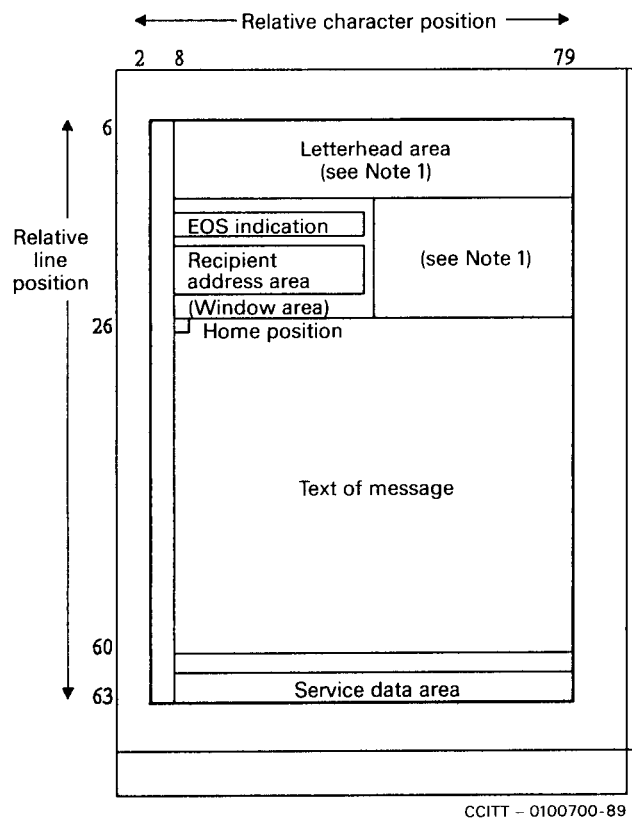 Relative character position
2 8 79
6
Letterhead area
(see Note 1)
EOS indication
Relative
line
position
Recipient
address area
(see Note 1)
(Window area)
26
Home position
Text of message
60
63
Service data area
CCITT – 0100700-89